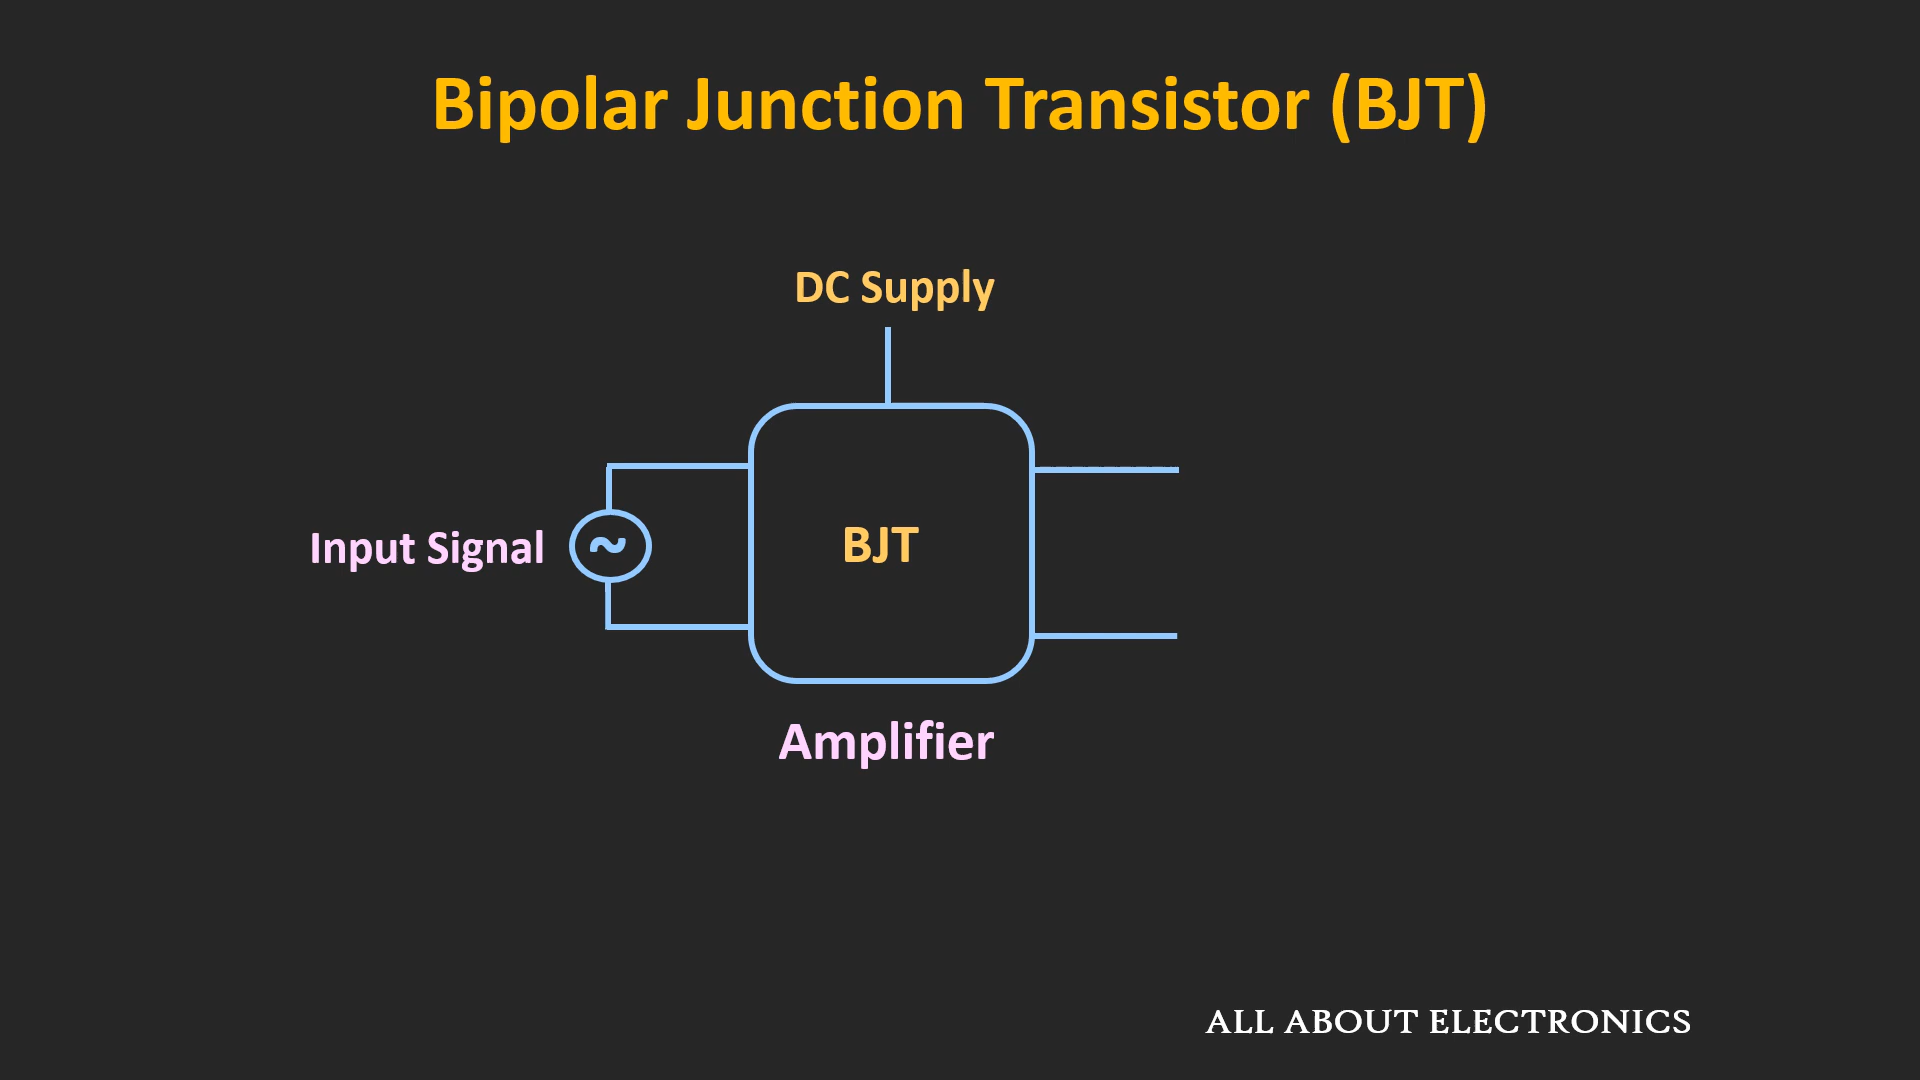 Bipolar Junction Transistor (BJT)
DC Supply
Input Signal
~
BJT
Amplifier
ALL ABOUT ELECTRONICS